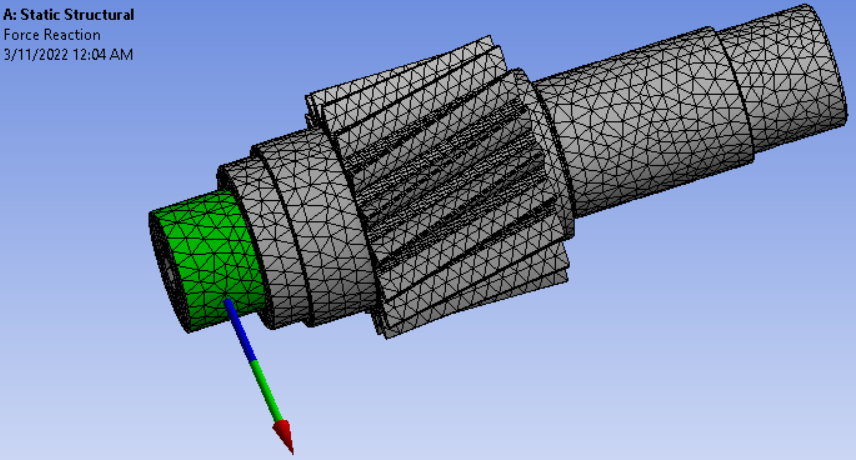 A: Static Structural
Force Reaction
3/11/2022 12:04 AM